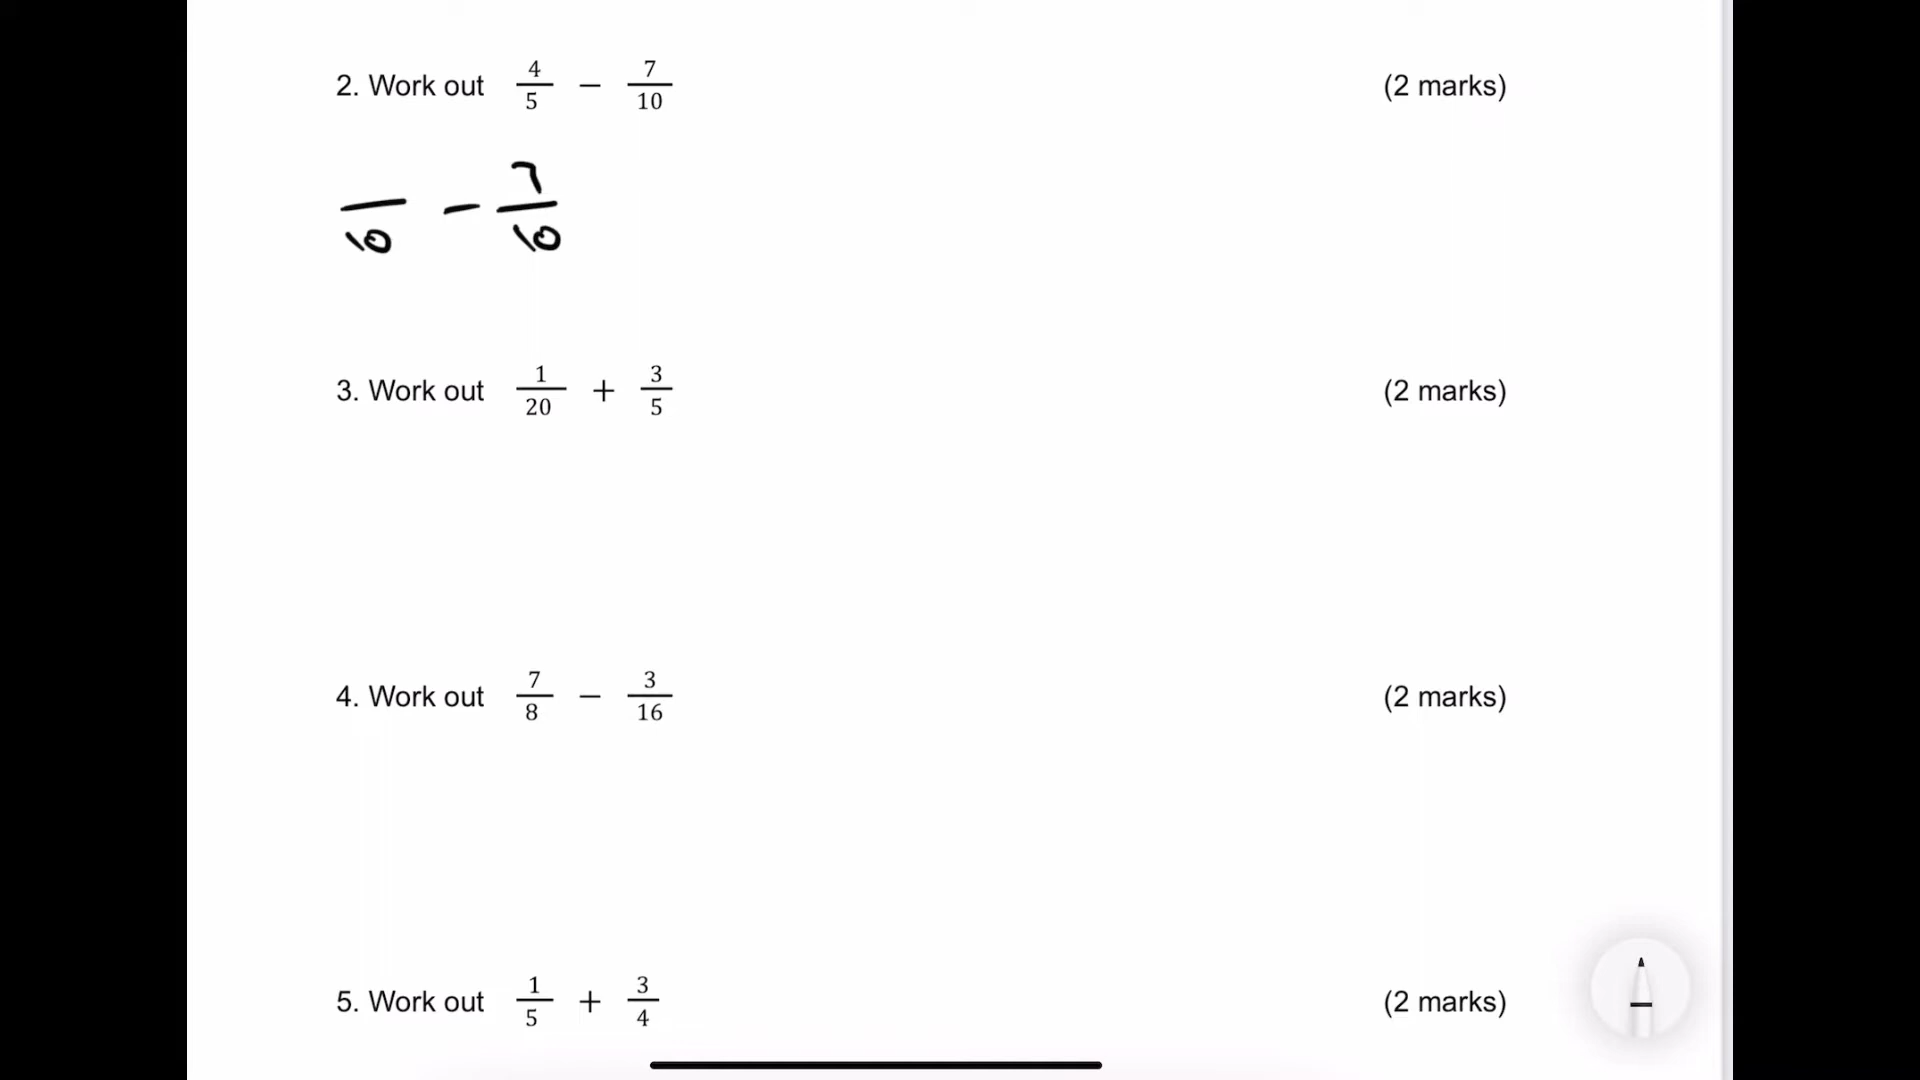 2. Work out 4/5 − 7/10 (2 marks)
/10 − 7/10
3. Work out 1/20 + 3/5 (2 marks)
4. Work out 7/8 − 3/16 (2 marks)
5. Work out 1/5 + 3/4 (2 marks)